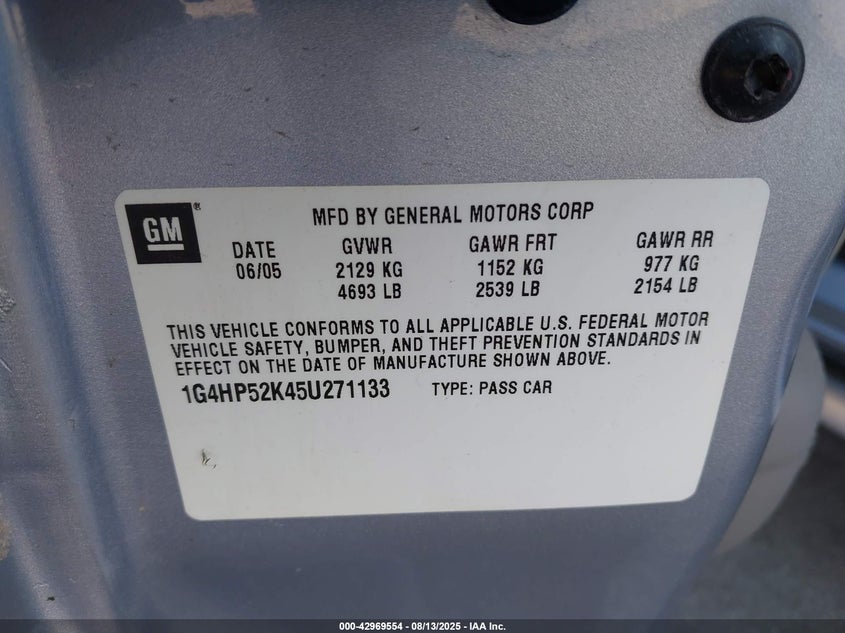 GM®
MFD BY GENERAL MOTORS CORP
DATE GVWR GAWR FRT GAWR RR
06/05 2129 KG 1152 KG 977 KG
4693 LB 2539 LB 2154 LB
THIS VEHICLE CONFORMS TO ALL APPLICABLE U.S. FEDERAL MOTOR
VEHICLE SAFETY, BUMPER, AND THEFT PREVENTION STANDARDS IN
EFFECT ON THE DATE OF MANUFACTURE SHOWN ABOVE.
1G4HP52K45U271133 TYPE: PASS CAR
000-42969554 - 08/13/2025 - IAA Inc.